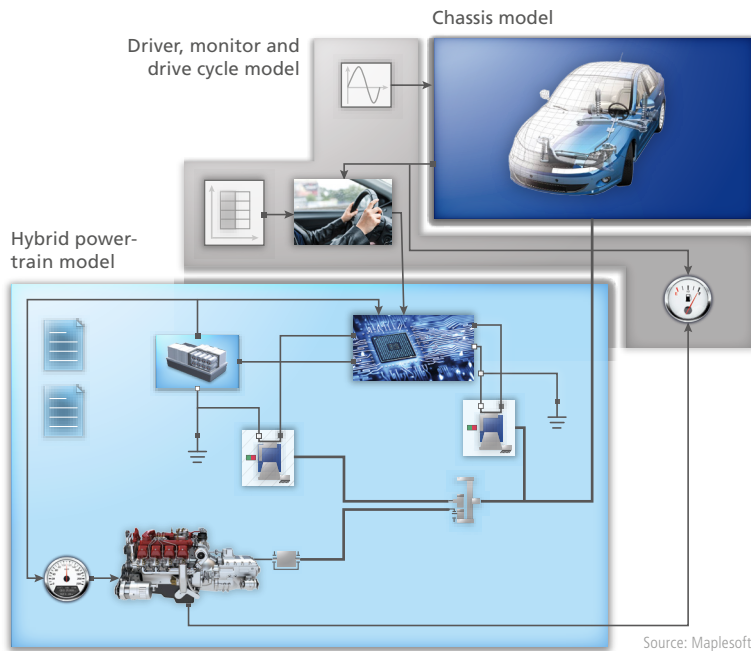 Chassis model
Driver, monitor and
drive cycle model
Hybrid power-
train model
Source: Maplesoft